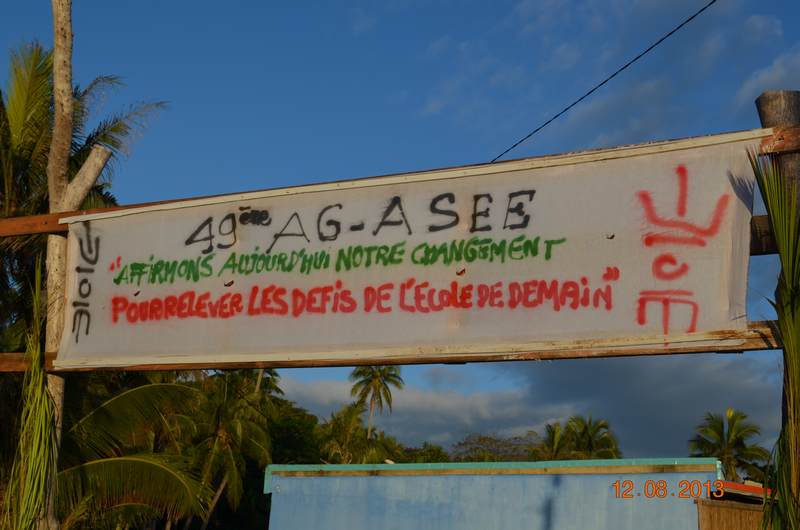 49ème AG-ASEE
"AFFIRMONS AUJOURD'HUI NOTRE CHANGEMENT
POUR RELEVER LES DEFIS DE L'ECOLE DE DEMAIN"
12.08.2013